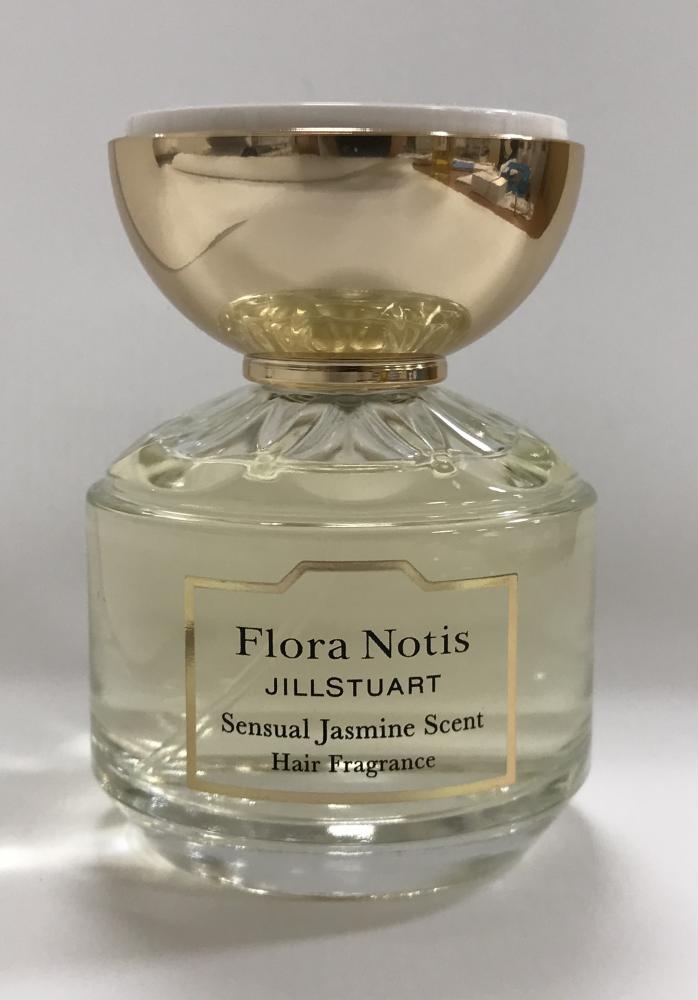 Flora Notis
JILLSTUART
Sensual Jasmine Scent
Hair Fragrance